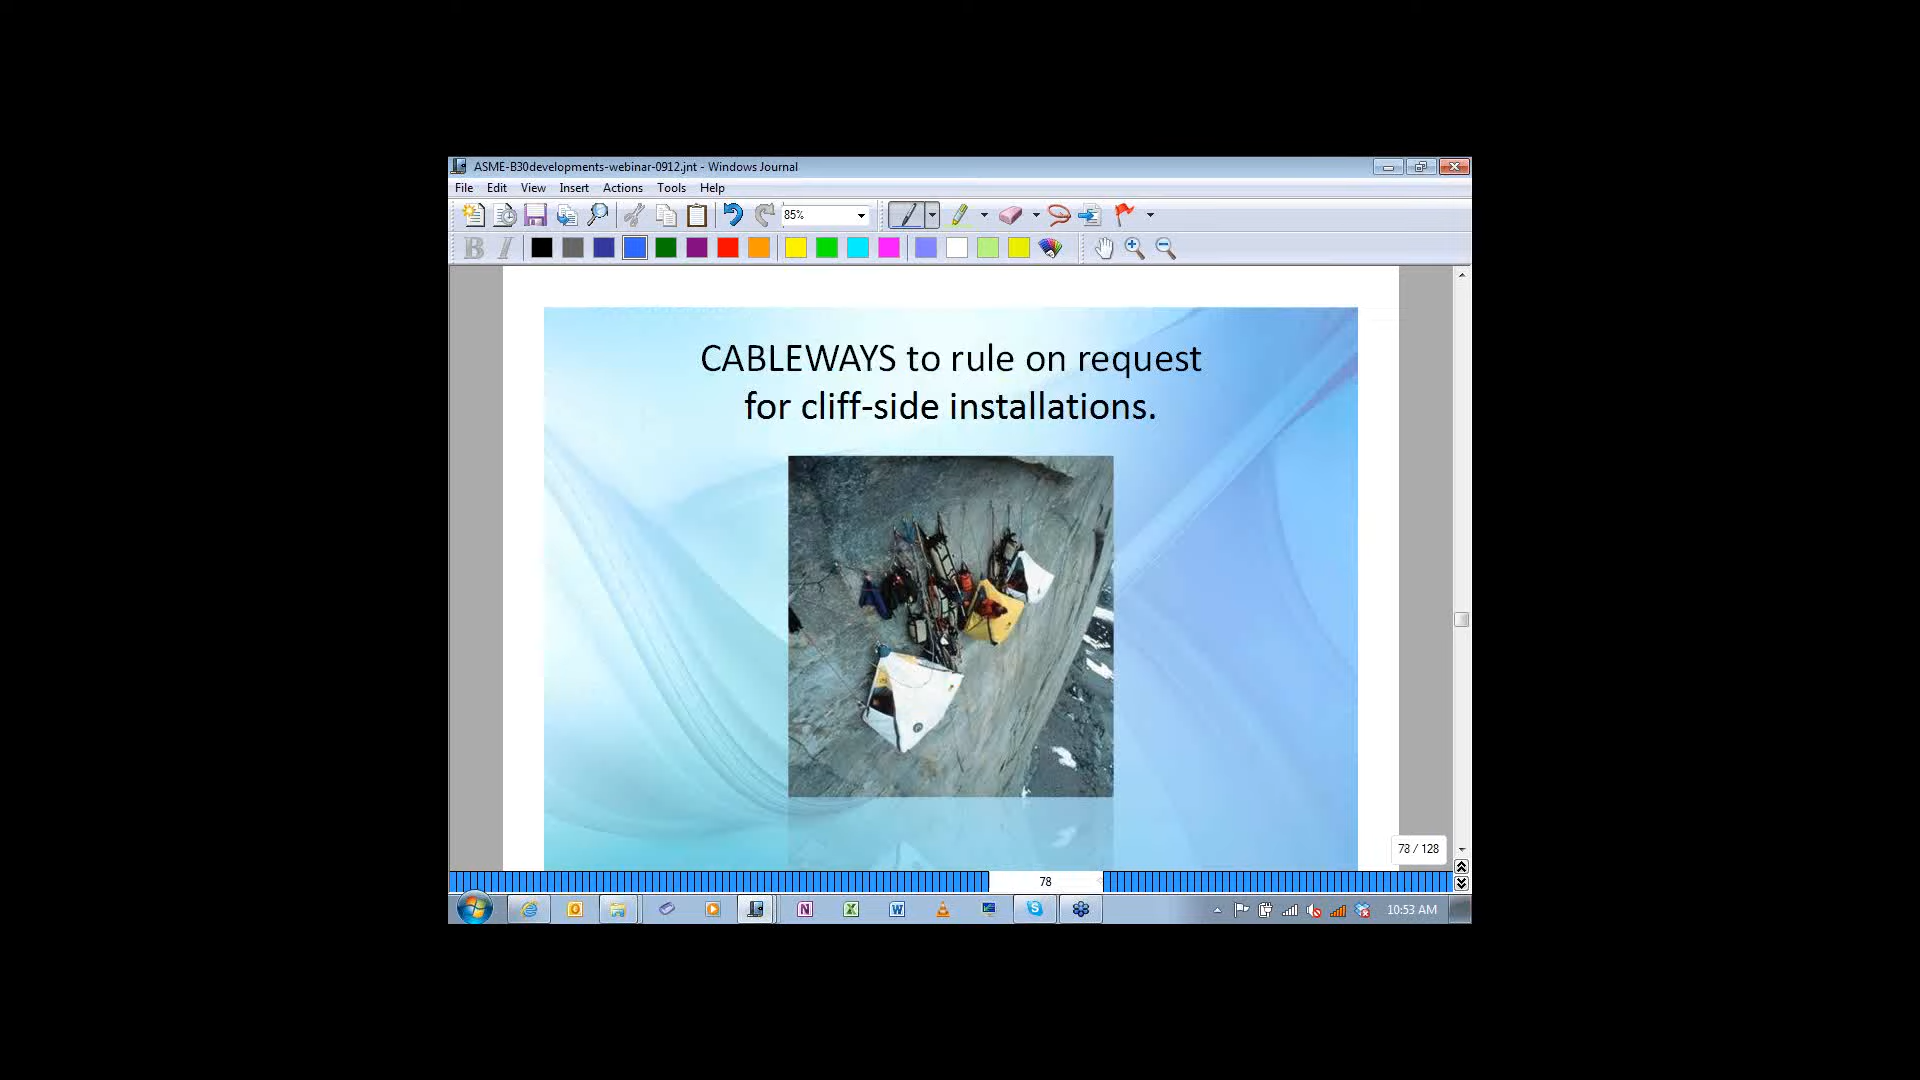 ASME-B30developments-webinar-0912.jnt - Windows Journal
File Edit View Insert Actions Tools Help
85%
B I
CABLEWAYS to rule on request
for cliff-side installations.
78 / 128
78
10:53 AM